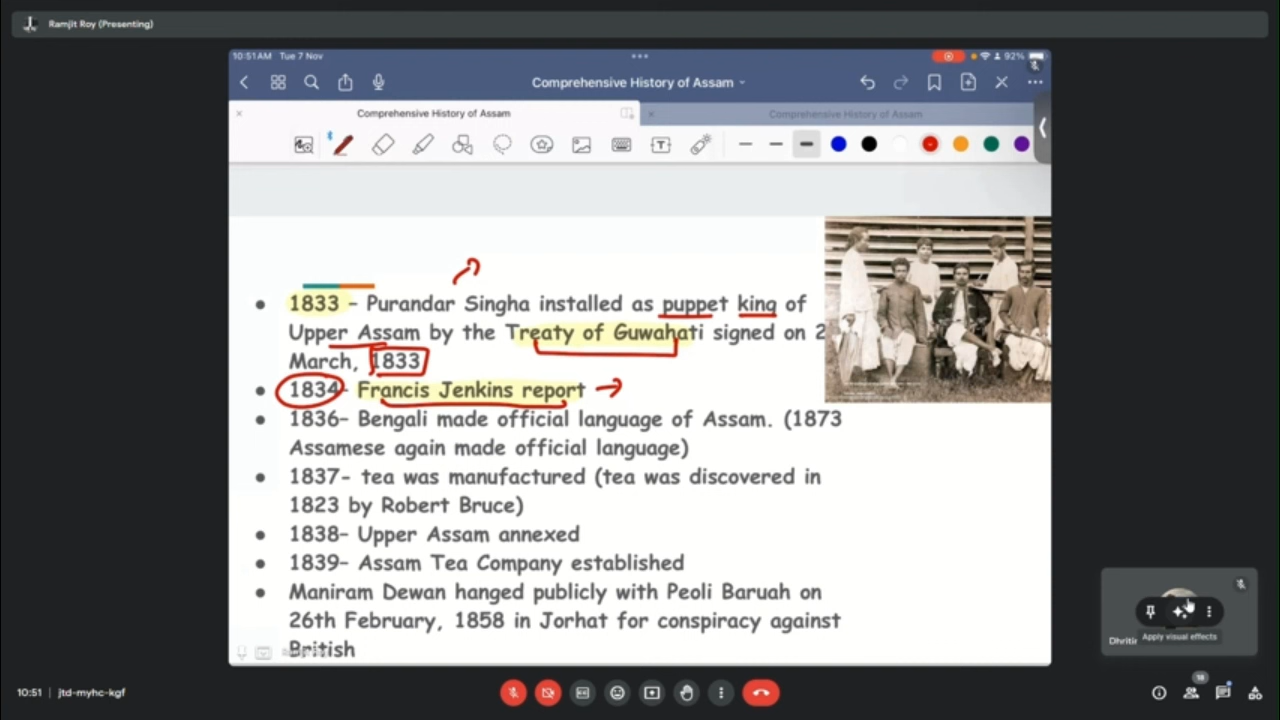 Ramjit Roy (Presenting)
10:51AM Tue 7 Nov
92%
Comprehensive History of Assam
Comprehensive History of Assam
Comprehensive History of Assam
1833 - Purandar Singha installed as puppet king of
Upper Assam by the Treaty of Guwahati signed on 2
March, 1833
1834- Francis Jenkins report
1836- Bengali made official language of Assam. (1873
Assamese again made official language)
1837- tea was manufactured (tea was discovered in
1823 by Robert Bruce)
1838- Upper Assam annexed
1839- Assam Tea Company established
Maniram Dewan hanged publicly with Peoli Baruah on
26th February, 1858 in Jorhat for conspiracy against
British
Apply visual effects
10:51 | jtd-myhc-kgf
18